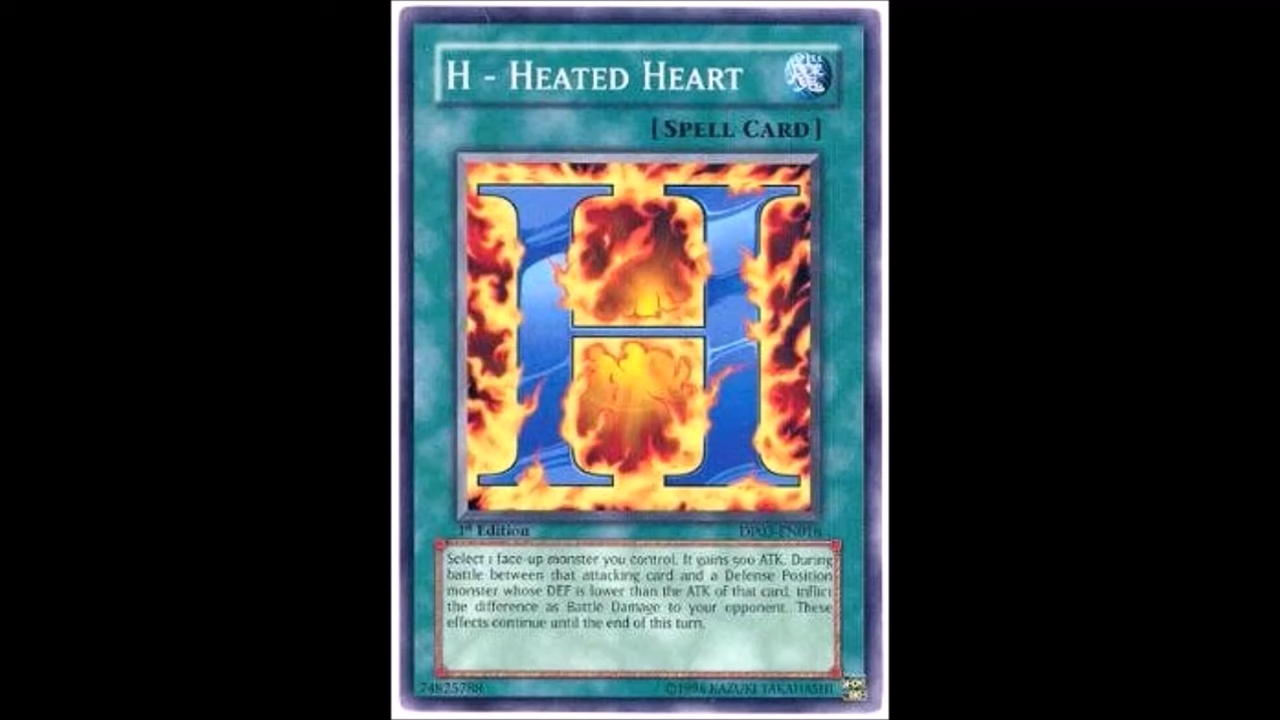 H - HEATED HEART
[SPELL CARD]
1st Edition
DP03-EN016
Select 1 face-up monster you control. It gains 500 ATK. During
battle between that attacking card and a Defense Position
monster whose DEF is lower than the ATK of that card, inflict
the difference as Battle Damage to your opponent. These
effects continue until the end of this turn.
74825788
©1996 KAZUKI TAKAHASHI